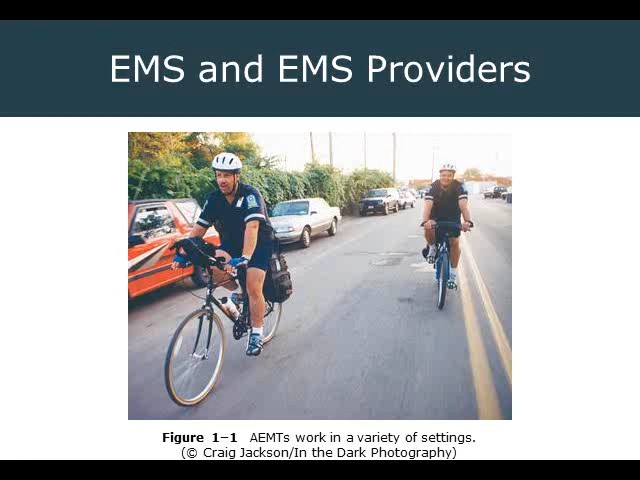 EMS and EMS Providers
Figure 1–1 AEMTs work in a variety of settings.
(© Craig Jackson/In the Dark Photography)